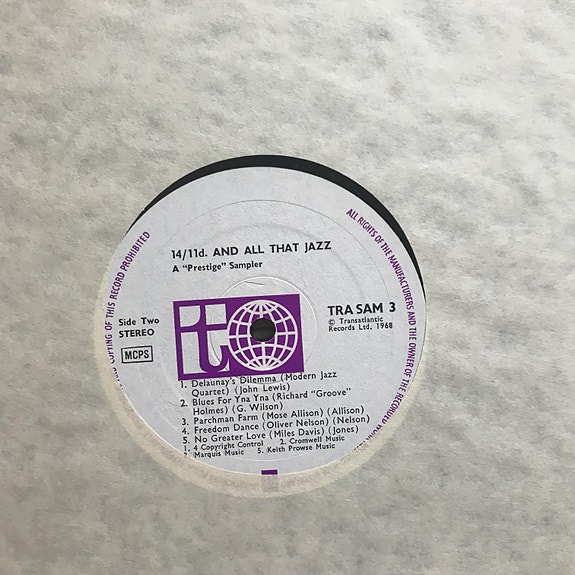 14/11d. AND ALL THAT JAZZ
A "Prestige" Sampler
Side Two
STEREO
MCPS
it
TRA SAM 3
© Transatlantic
Records Ltd. 1968
1. Delaunay's Dilemma (Modern Jazz
Quartet) (John Lewis)
2. Blues For Yna Yna (Richard "Groove"
Holmes) (G. Wilson)
3. Parchman Farm (Mose Allison) (Allison)
4. Freedom Dance (Oliver Nelson) (Nelson)
5. No Greater Love (Miles Davis) (Jones)
1. 4 Copyright Control 2. Cromwell Music
3. Marquis Music 5. Keith Prowse Music
COPYING OF THIS RECORD PROHIBITED
ALL RIGHTS OF THE MANUFACTURERS AND THE OWNER OF THE RECORDED WORK